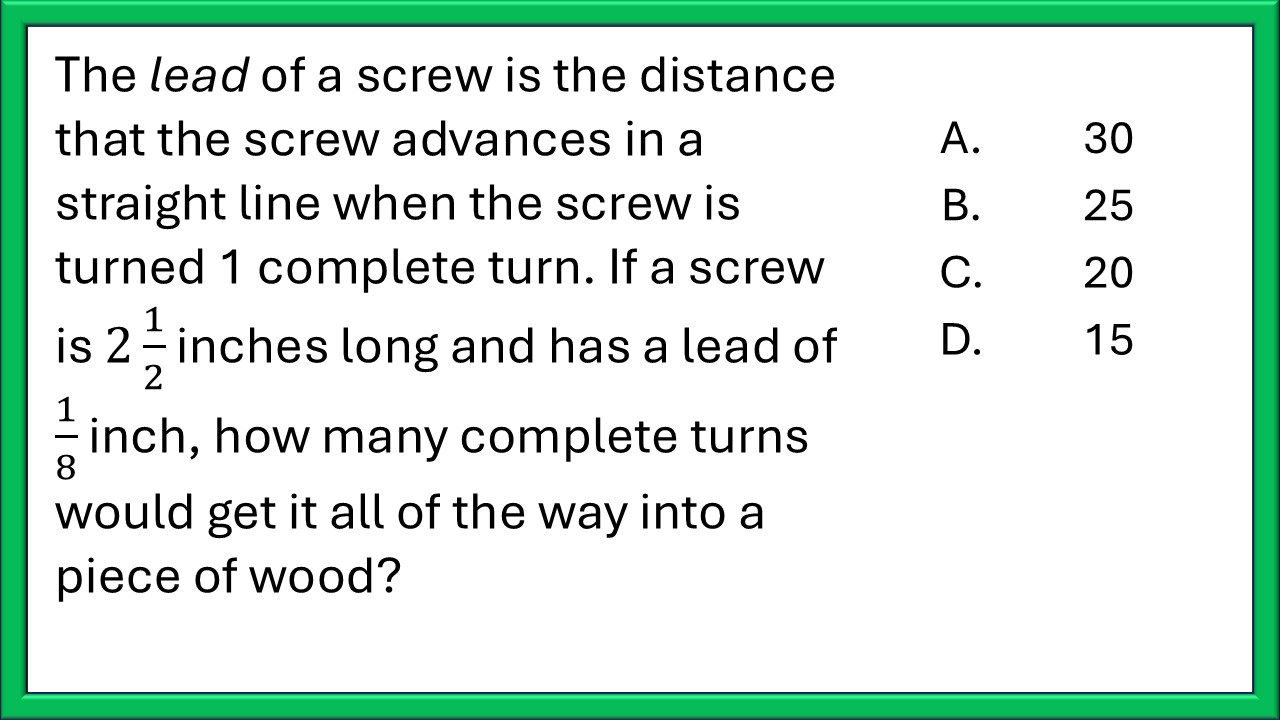 The lead of a screw is the distance
that the screw advances in a
straight line when the screw is
turned 1 complete turn. If a screw
is 2 1/2 inches long and has a lead of
1/8 inch, how many complete turns
would get it all of the way into a
piece of wood?
A. 30
B. 25
C. 20
D. 15